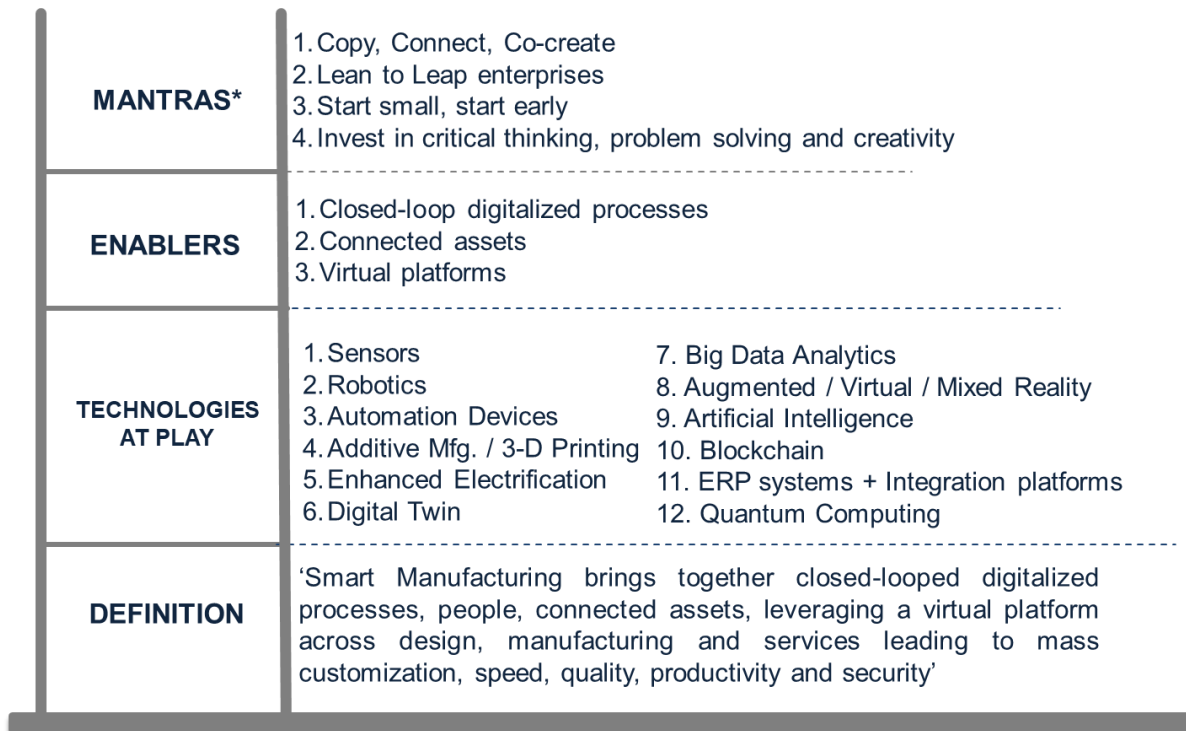 MANTRAS*
1. Copy, Connect, Co-create
2. Lean to Leap enterprises
3. Start small, start early
4. Invest in critical thinking, problem solving and creativity
ENABLERS
1. Closed-loop digitalized processes
2. Connected assets
3. Virtual platforms
TECHNOLOGIES
AT PLAY
1. Sensors
2. Robotics
3. Automation Devices
4. Additive Mfg. / 3-D Printing
5. Enhanced Electrification
6. Digital Twin
7. Big Data Analytics
8. Augmented / Virtual / Mixed Reality
9. Artificial Intelligence
10. Blockchain
11. ERP systems + Integration platforms
12. Quantum Computing
DEFINITION
‘Smart Manufacturing brings together closed-looped digitalized
processes, people, connected assets, leveraging a virtual platform
across design, manufacturing and services leading to mass
customization, speed, quality, productivity and security’